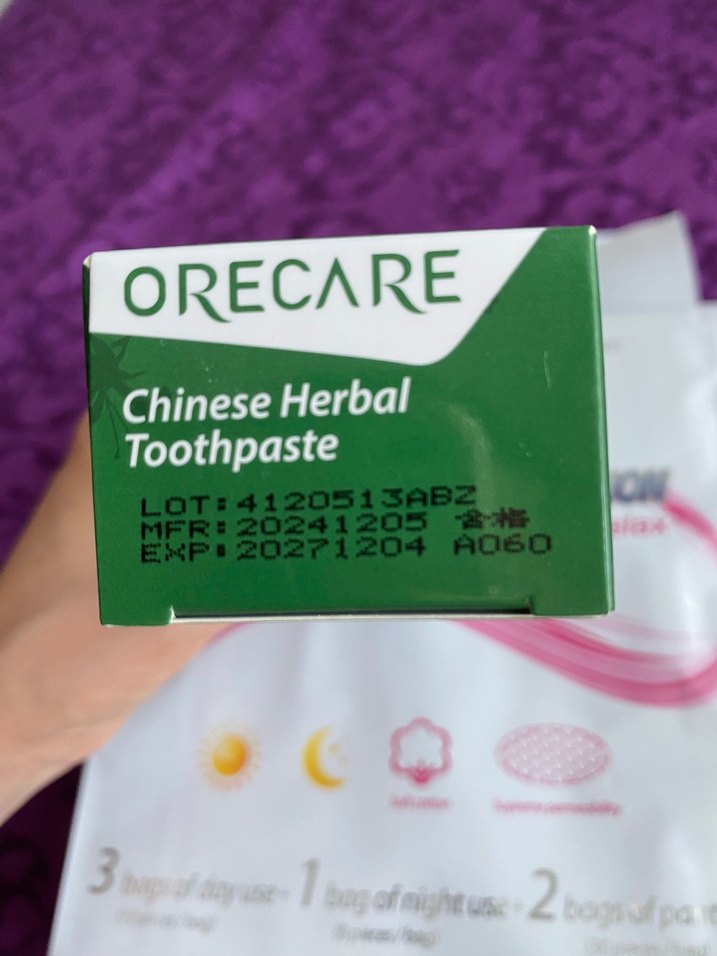 ORECARE
Chinese Herbal
Toothpaste
LOT:4120513ABZ
MFR:20241205 合格
EXP:20271204 A060
3 bags of day use + 1 bag of night use + 2 bags of pant